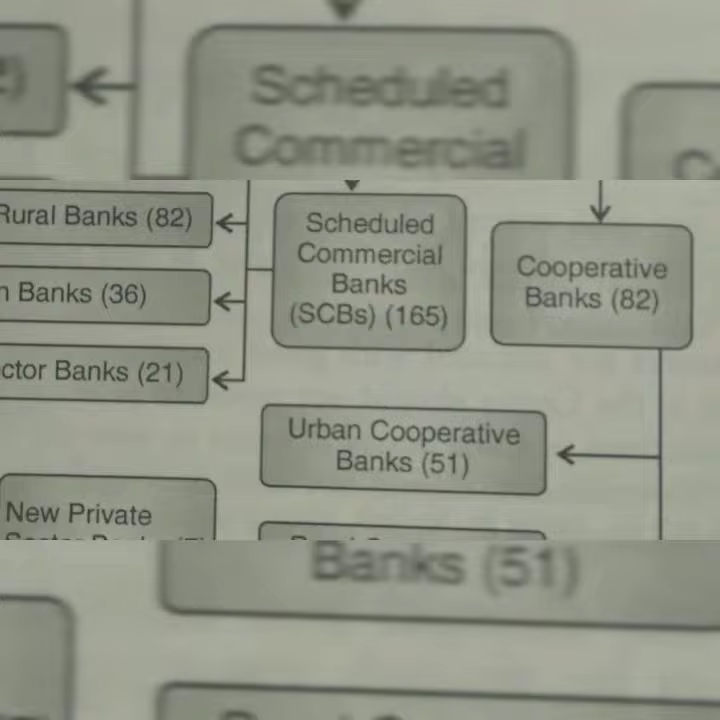 Scheduled
Commercial
Rural Banks (82)
Scheduled
Commercial
Banks
(SCBs) (165)
Cooperative
Banks (82)
Banks (36)
ctor Banks (21)
Urban Cooperative
Banks (51)
New Private
Banks (51)